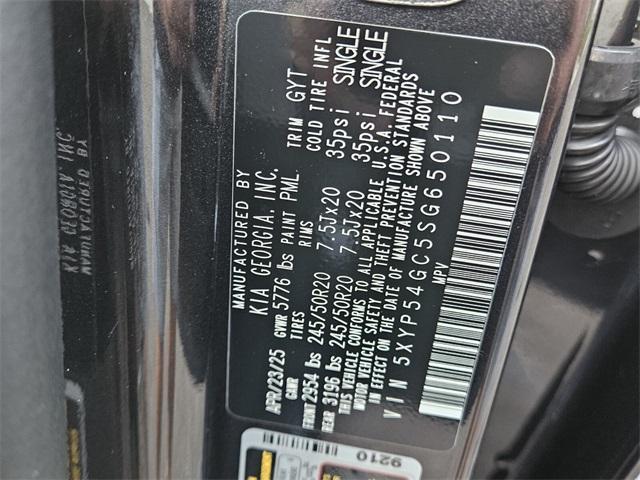 MANUFACTURED BY
KIA GEORGIA, INC.
APR/23/25 GVWR 5776 lbs PAINT PML TRIM GYT
GAWR TIRES RIMS COLD TIRE INFL
FRONT 2954 lbs 245/50R20 7.5Jx20 35psi SINGLE
REAR 3196 lbs 245/50R20 7.5Jx20 35psi SINGLE
THIS VEHICLE CONFORMS TO ALL APPLICABLE U.S.A. FEDERAL
MOTOR VEHICLE SAFETY AND THEFT PREVENTION STANDARDS
IN EFFECT ON THE DATE OF MANUFACTURE SHOWN ABOVE
VIN 5XYP54GC5SG650110
MPV
9210